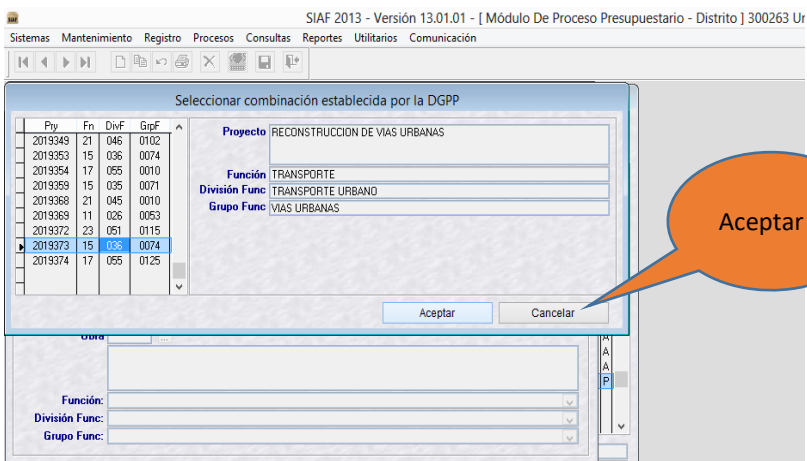 SIAF 2013 - Versión 13.01.01 - [ Módulo De Proceso Presupuestario - Distrito ] 300263
Sistemas Mantenimiento Registro Procesos Consultas Reportes Utilitarios Comunicación
Seleccionar combinación establecida por la DGPP
Pry Fn DivF GrpF
2019349 21 046 0102
2019353 15 036 0074
2019354 17 055 0010
2019359 15 035 0071
2019368 21 045 0010
2019369 11 026 0053
2019372 23 051 0115
2019373 15 036 0074
2019374 17 055 0125
Proyecto RECONSTRUCCION DE VIAS URBANAS
Función TRANSPORTE
División Func TRANSPORTE URBANO
Grupo Func VIAS URBANAS
Aceptar
Aceptar Cancelar
Obra ...
A
A
A
P
Función:
División Func:
Grupo Func: